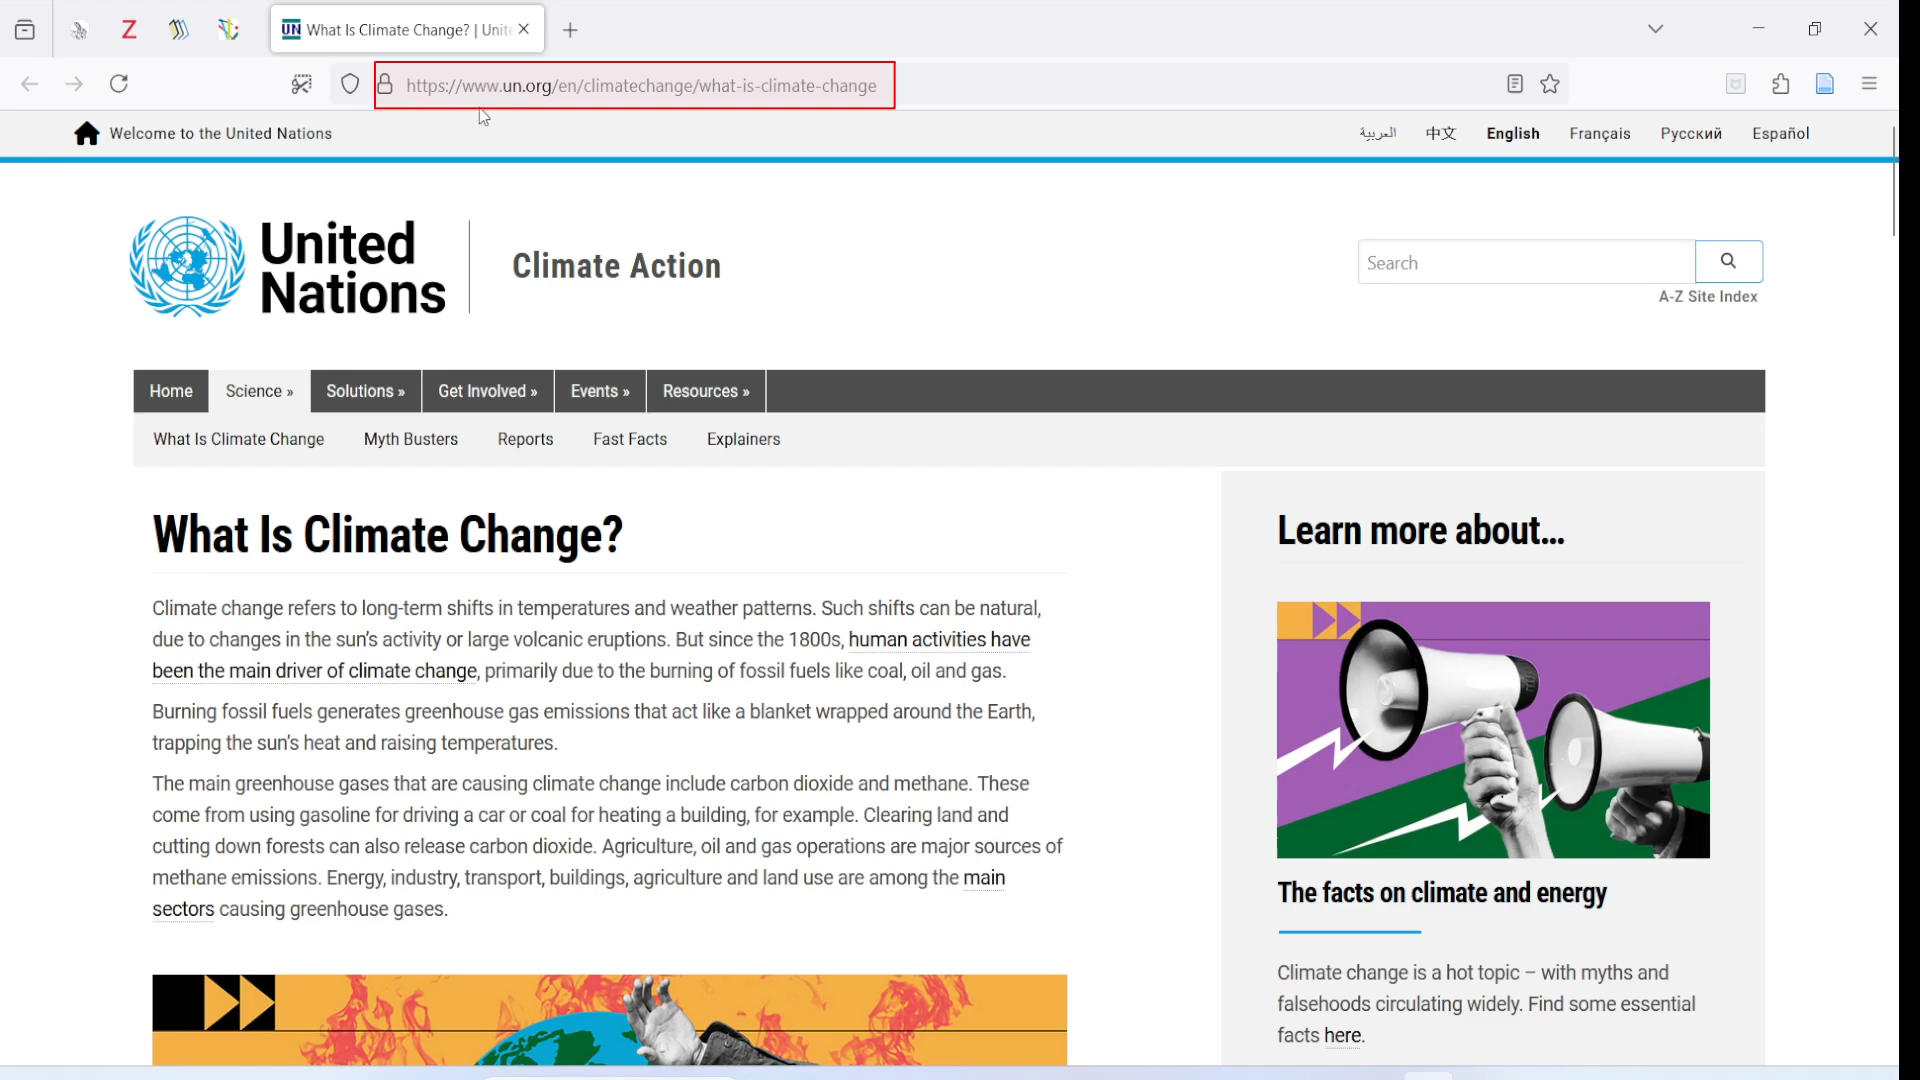 What Is Climate Change? | Unite
https://www.un.org/en/climatechange/what-is-climate-change
Welcome to the United Nations
العربية
中文
English
Français
Русский
Español
United
Nations
Climate Action
Search
A-Z Site Index
Home
Science »
Solutions »
Get Involved »
Events »
Resources »
What Is Climate Change
Myth Busters
Reports
Fast Facts
Explainers
What Is Climate Change?
Climate change refers to long-term shifts in temperatures and weather patterns. Such shifts can be natural,
due to changes in the sun's activity or large volcanic eruptions. But since the 1800s, human activities have
been the main driver of climate change, primarily due to the burning of fossil fuels like coal, oil and gas.
Burning fossil fuels generates greenhouse gas emissions that act like a blanket wrapped around the Earth,
trapping the sun's heat and raising temperatures.
The main greenhouse gases that are causing climate change include carbon dioxide and methane. These
come from using gasoline for driving a car or coal for heating a building, for example. Clearing land and
cutting down forests can also release carbon dioxide. Agriculture, oil and gas operations are major sources of
methane emissions. Energy, industry, transport, buildings, agriculture and land use are among the main
sectors causing greenhouse gases.
Learn more about...
The facts on climate and energy
Climate change is a hot topic – with myths and
falsehoods circulating widely. Find some essential
facts here.